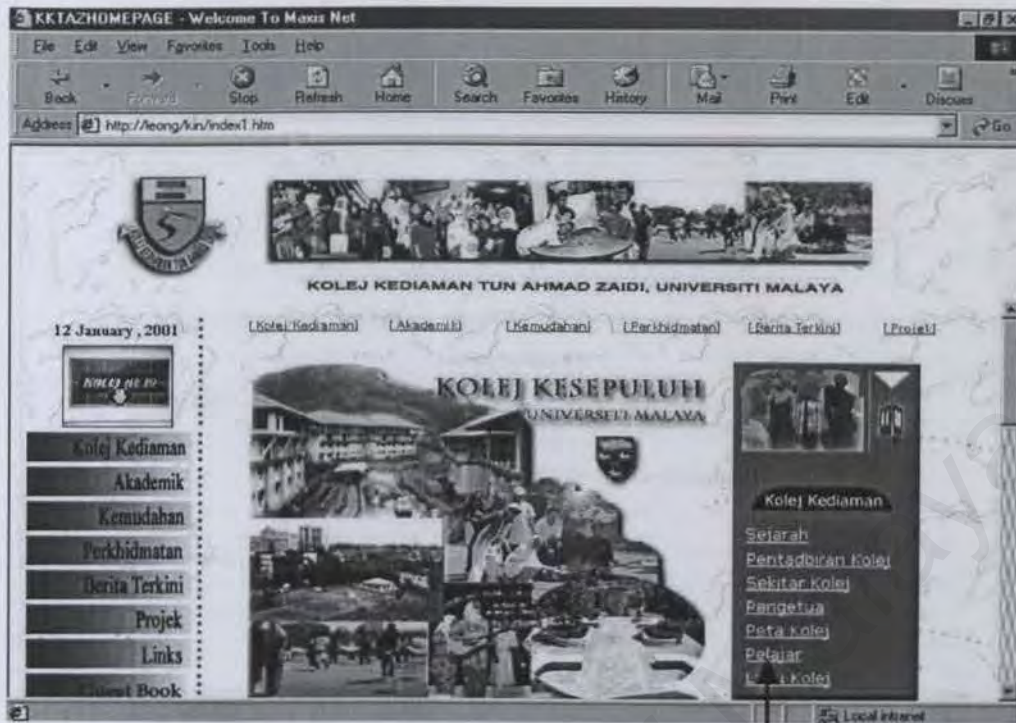 KKTAZHOMEPAGE - Welcome To Maxis Net
File Edit View Favorites Tools Help
Back Forward Stop Refresh Home Search Favorites History Mail Print Edit Discuss
Address http://leong/kin/index1.htm Go
KOLEJ KEDIAMAN TUN AHMAD ZAIDI, UNIVERSITI MALAYA
12 January , 2001
[Kolej Kediaman] [Akademik] [Kemudahan] [Perkhidmatan] [Berita Terkini] [Projek]
KOLEJ KESEPULUH
UNIVERSITI MALAYA
Kolej Kediaman
Akademik
Kemudahan
Perkhidmatan
Berita Terkini
Projek
Links
Guest Book
Kolej Kediaman
Sejarah
Pentadbiran Kolej
Sekitar Kolej
Pengetua
Peta Kolej
Pelajar
Kolej
Local intranet